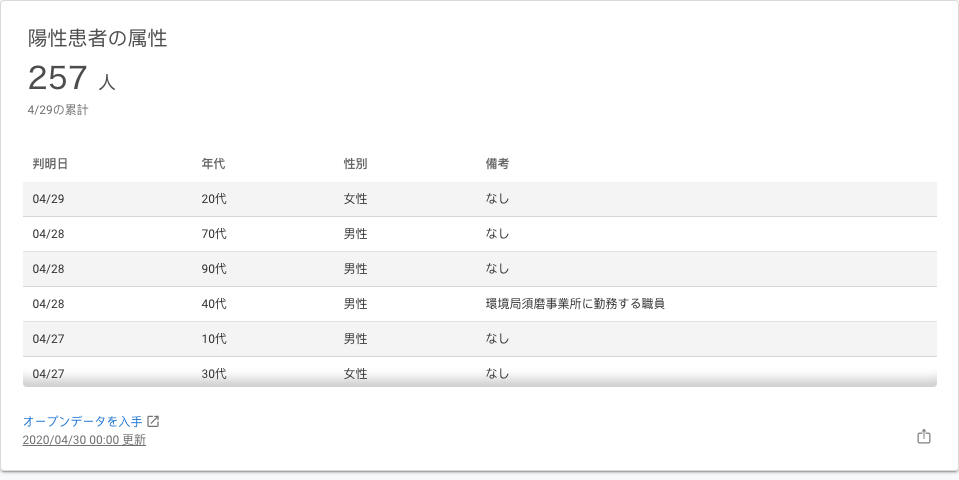 陽性患者の属性
257 人
4/29の累計
判明日 年代 性別 備考
04/29 20代 女性 なし
04/28 70代 男性 なし
04/28 90代 男性 なし
04/28 40代 男性 環境局須磨事業所に勤務する職員
04/27 10代 男性 なし
04/27 30代 女性 なし
オープンデータを入手
2020/04/30 00:00 更新